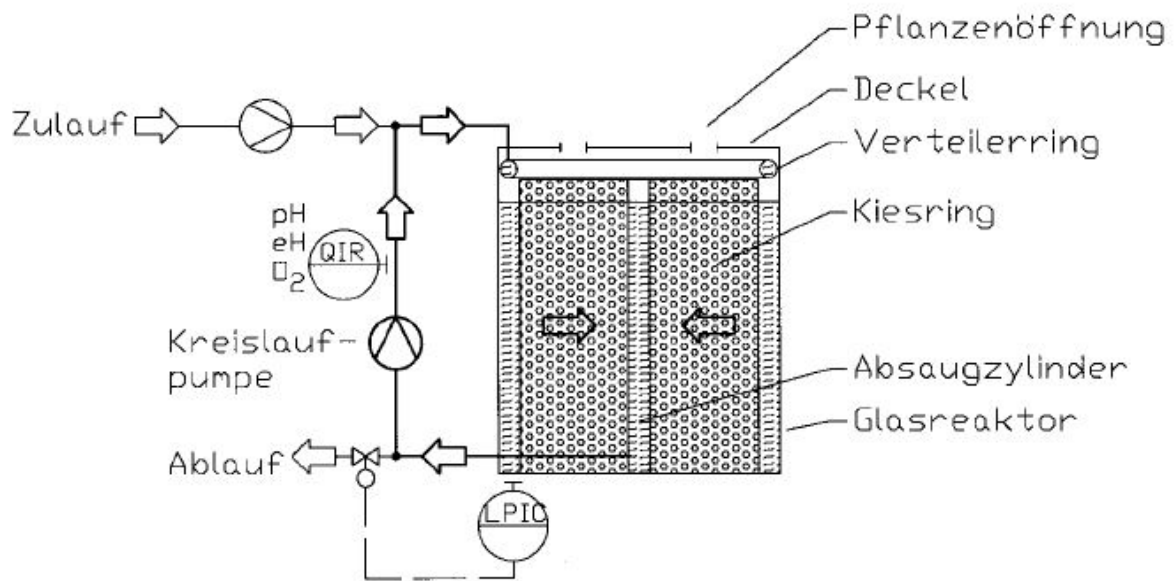 Pflanzenöffnung
Deckel
Zulauf
Verteilerring
pH
eH
O2
QIR
Kiesring
Kreislauf-
pumpe
Absaugzylinder
Glasreaktor
Ablauf
LPIC